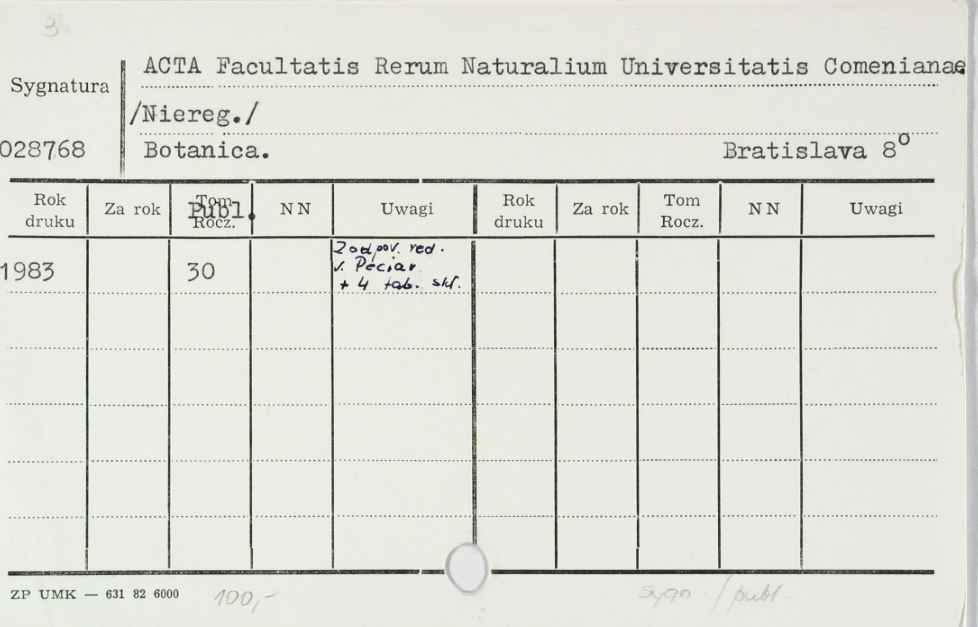 3
ACTA Facultatis Rerum Naturalium Universitatis Comenianae
Sygnatura
/Niereg./
028768 Botanica. Bratislava 8º
Rok druku Za rok Tom Rocz. Publ. NN Uwagi Rok druku Za rok Tom Rocz. NN Uwagi
Zodpov. red.
1983 30 V. Peciar
+ 4 tab. skł.
ZP UMK — 631 82 6000 100,- sygn. / publ.